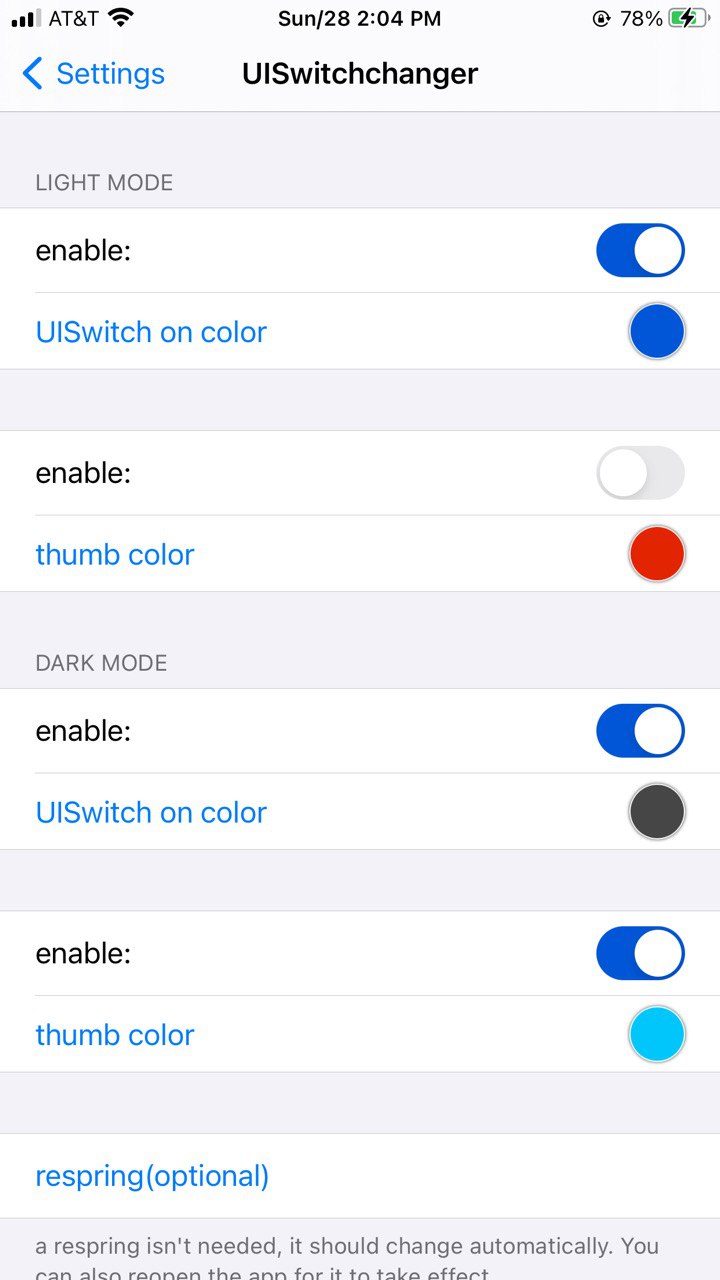 AT&T Sun/28 2:04 PM 78%
Settings UISwitchchanger
LIGHT MODE
enable:
UISwitch on color
enable:
thumb color
DARK MODE
enable:
UISwitch on color
enable:
thumb color
respring(optional)
a respring isn't needed, it should change automatically. You
can also reopen the app for it to take effect